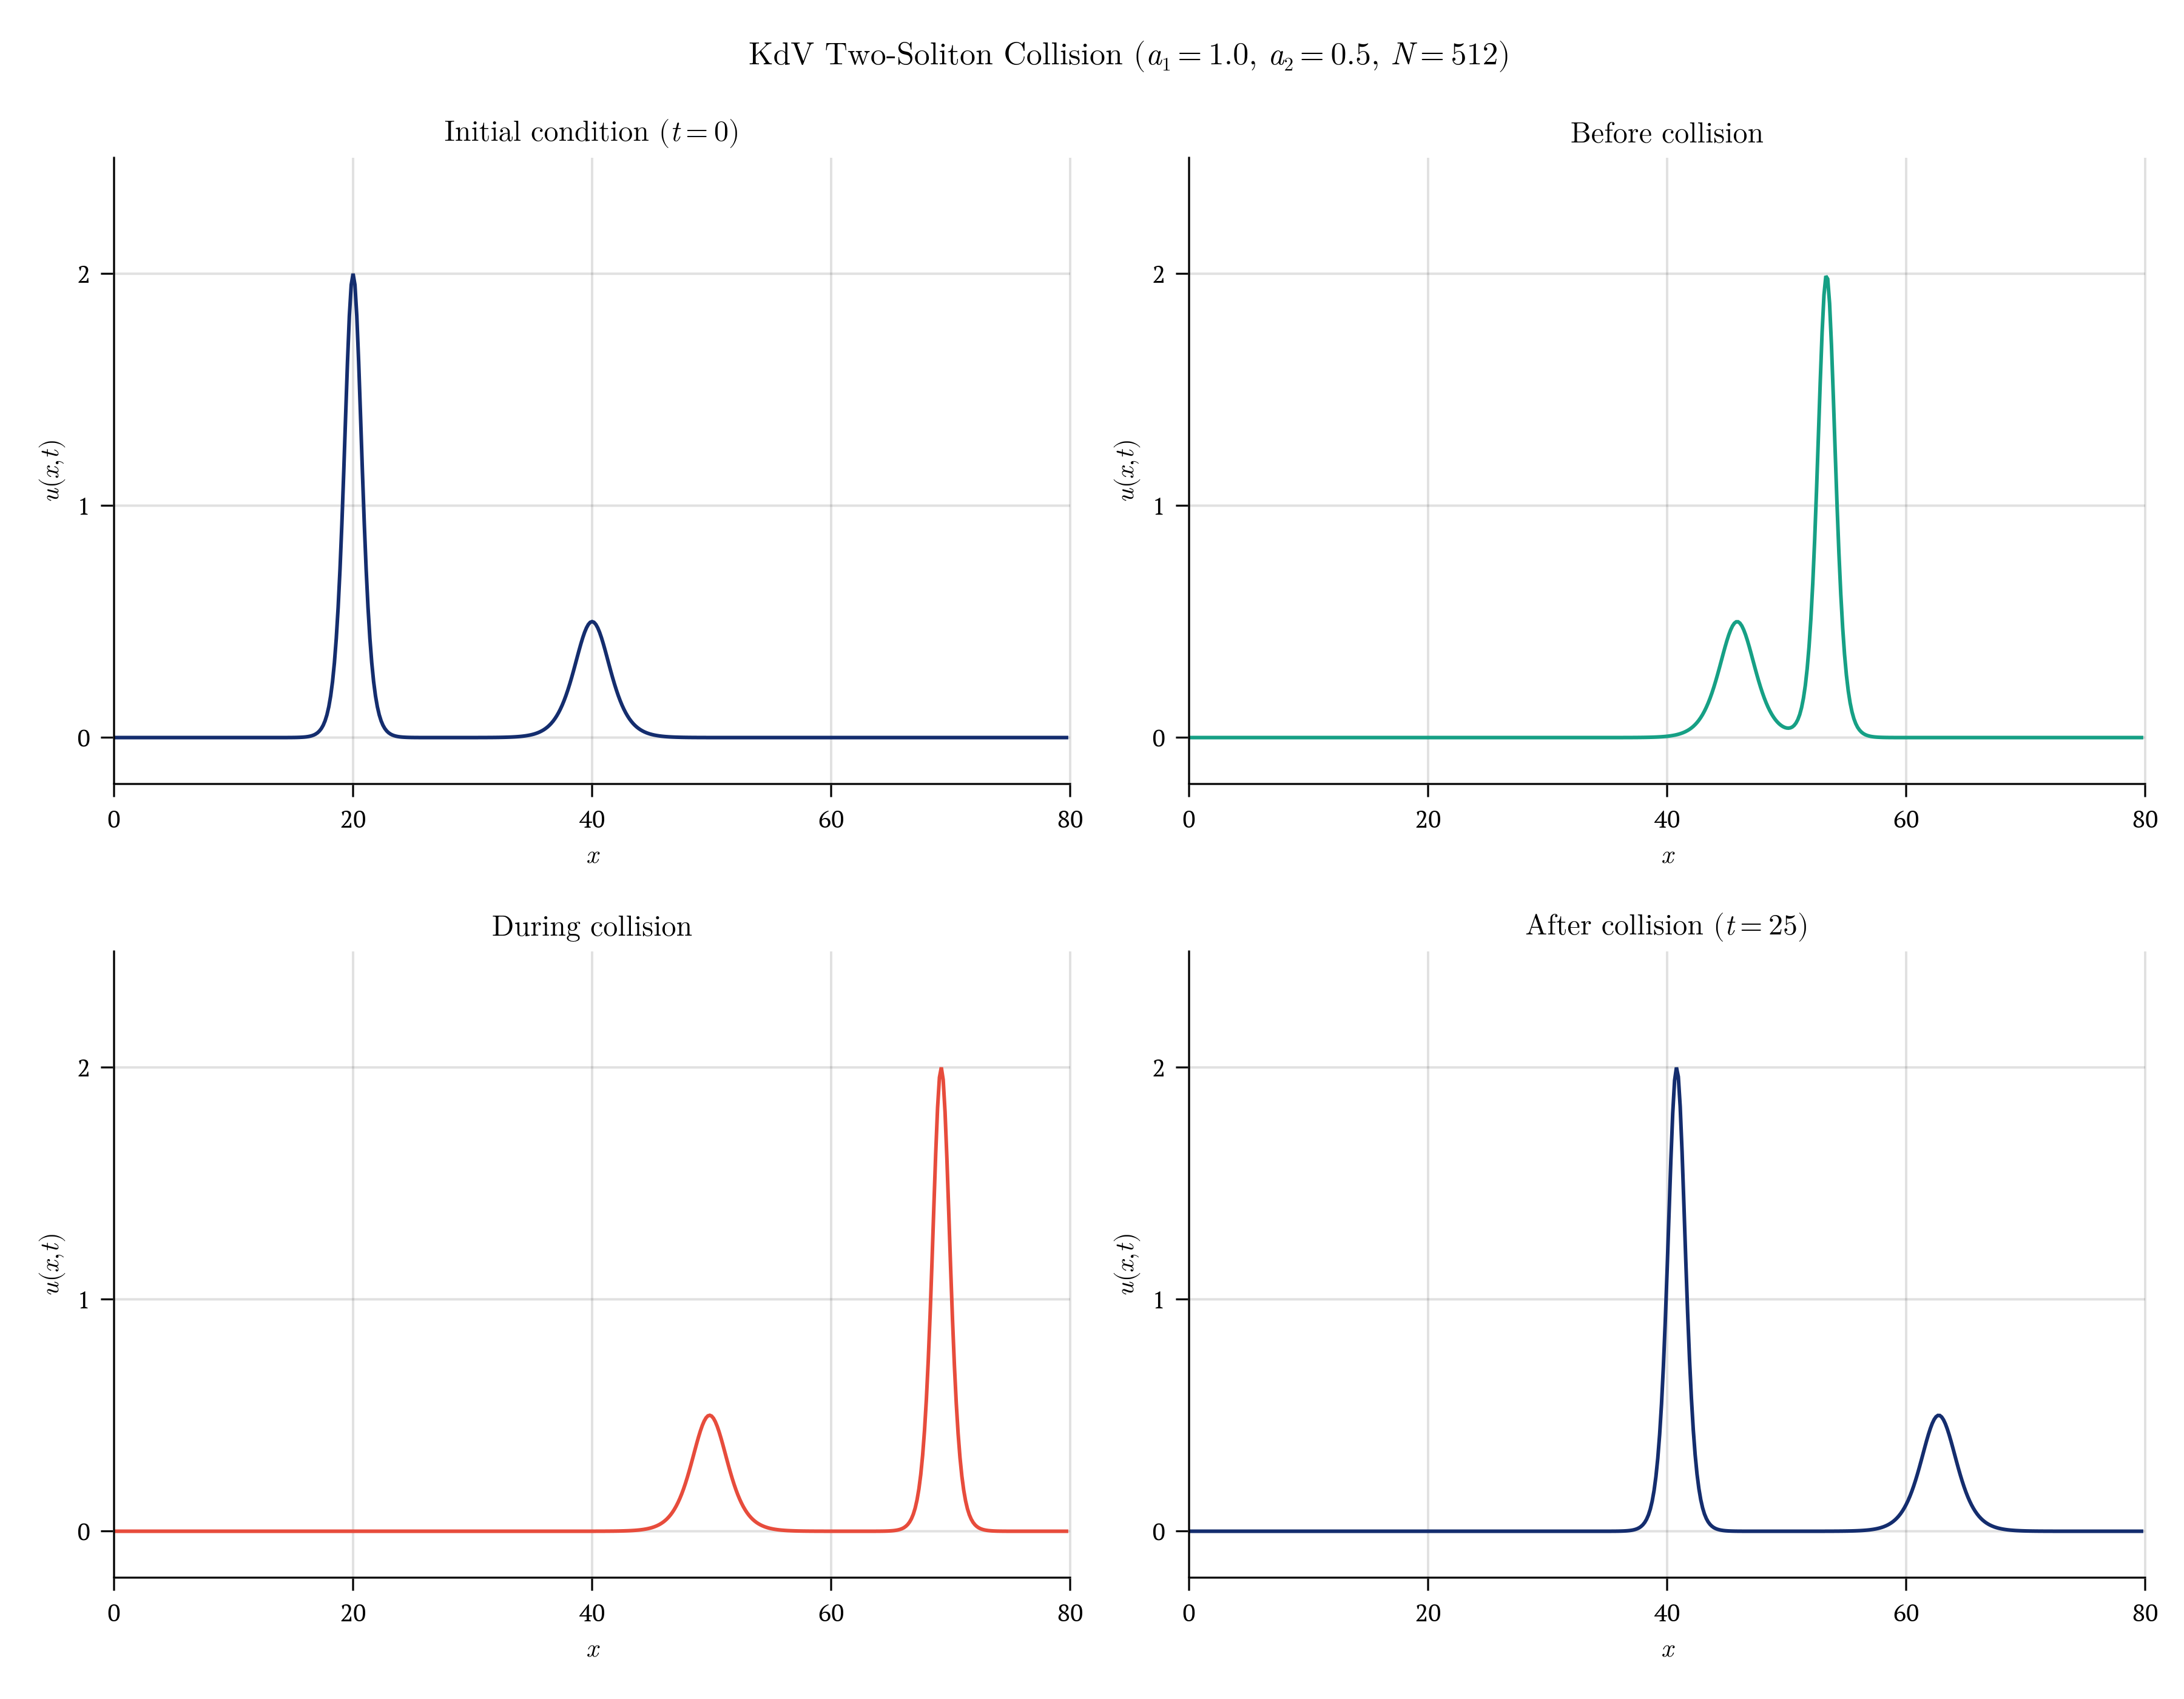 KdV Two-Soliton Collision (a₁ = 1.0, a₂ = 0.5, N = 512)
Initial condition (t = 0)
u(x,t)
2
1
0
0 20 40 60 80
x
Before collision
u(x,t)
2
1
0
0 20 40 60 80
x
During collision
u(x,t)
2
1
0
0 20 40 60 80
x
After collision (t = 25)
u(x,t)
2
1
0
0 20 40 60 80
x